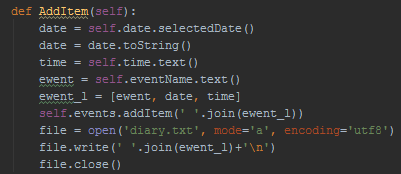 def AddItem(self):
    date = self.date.selectedDate()
    date = date.toString()
    time = self.time.text()
    ewent = self.eventName.text()
    ewent_l = [ewent, date, time]
    self.events.addItem(' '.join(ewent_l))
    file = open('diary.txt', mode='a', encoding='utf8')
    file.write(' '.join(ewent_l)+'\n')
    file.close()